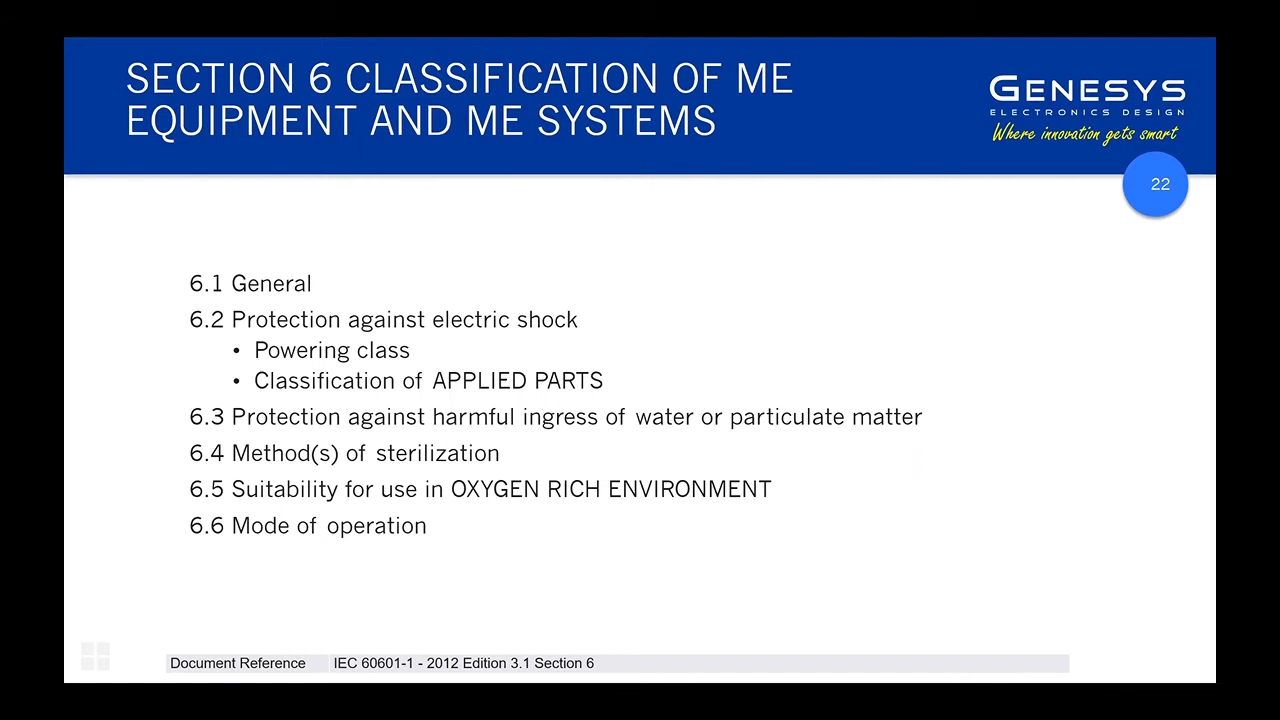 SECTION 6 CLASSIFICATION OF ME
EQUIPMENT AND ME SYSTEMS
GENESYS
ELECTRONICS DESIGN
Where innovation gets smart
22
6.1 General
6.2 Protection against electric shock
• Powering class
• Classification of APPLIED PARTS
6.3 Protection against harmful ingress of water or particulate matter
6.4 Method(s) of sterilization
6.5 Suitability for use in OXYGEN RICH ENVIRONMENT
6.6 Mode of operation
Document Reference IEC 60601-1 - 2012 Edition 3.1 Section 6